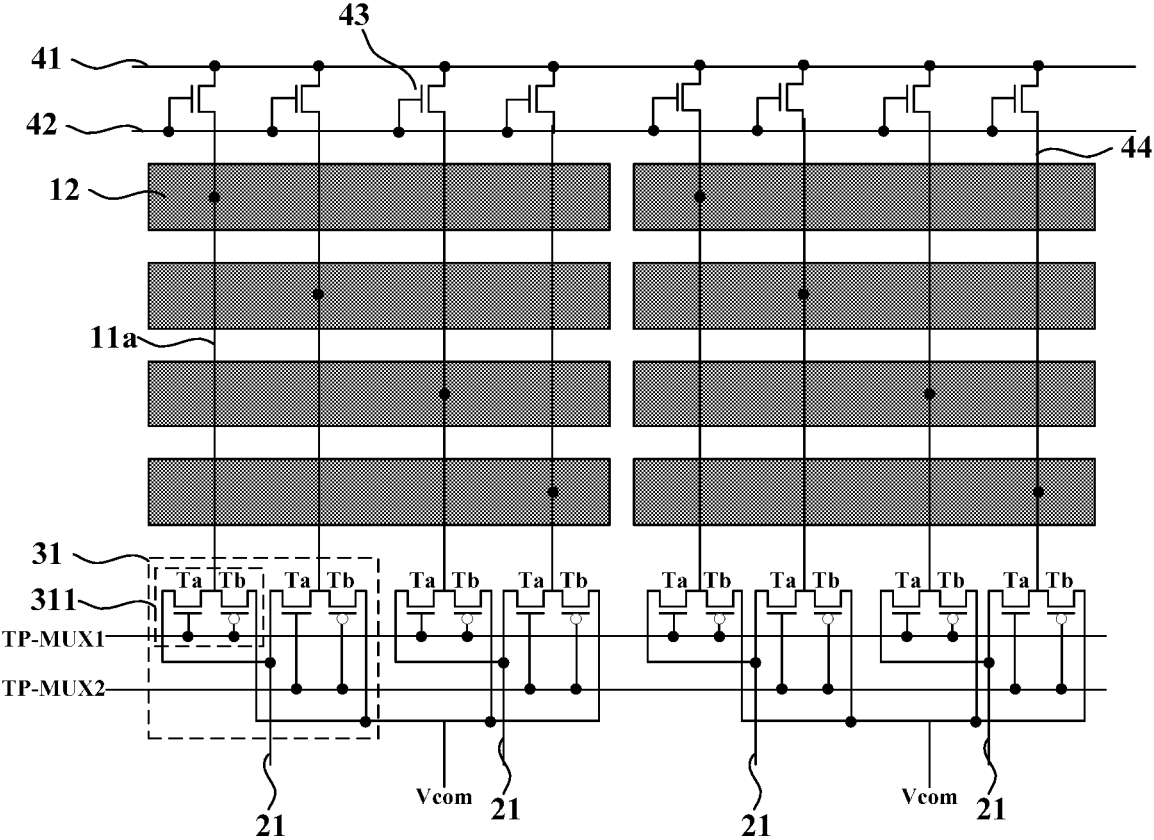 43
41
42
44
12
11a
31
Ta Tb Ta Tb Ta Tb Ta Tb Ta Tb Ta Tb Ta Tb Ta Tb
311
TP-MUX1
TP-MUX2
21 Vcom 21 21 Vcom 21